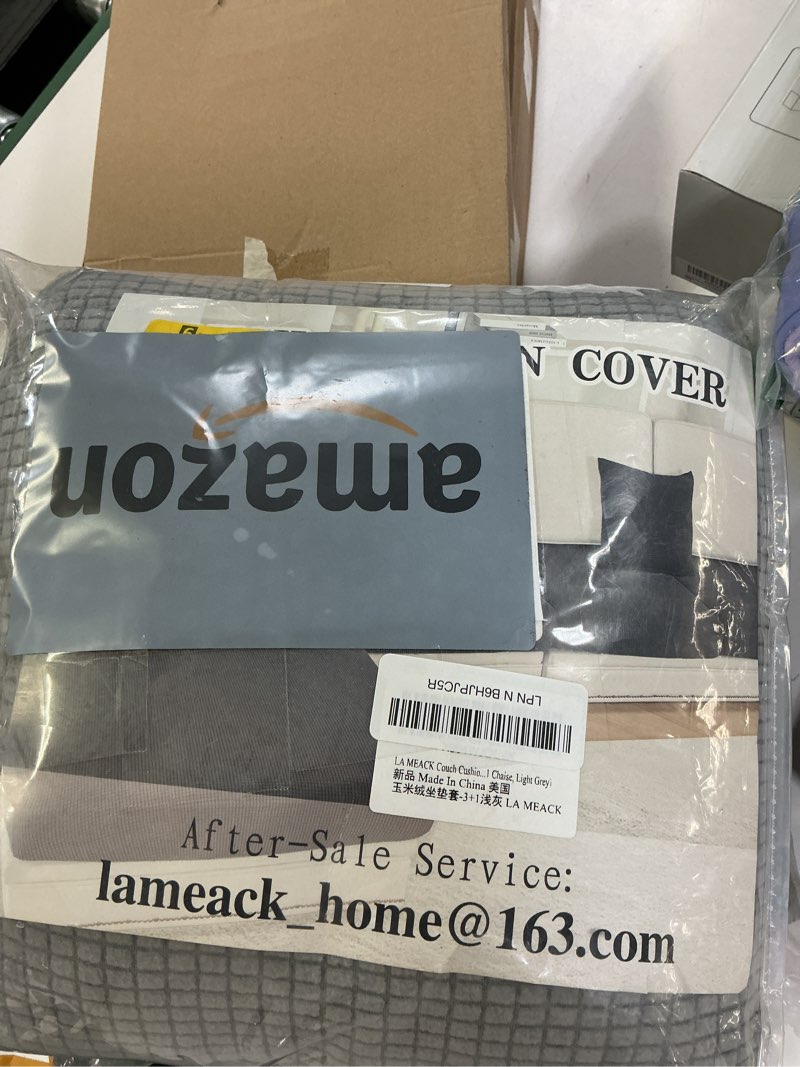 N COVER
amazon
LPN N B6HJPJC5R
LA MEACK Couch Cushio...1 Chaise, Light Grey)
新品 Made In China 美国
玉米绒坐垫套-3+1浅灰 LA MEACK
After-Sale Service:
lameack_home@163.com